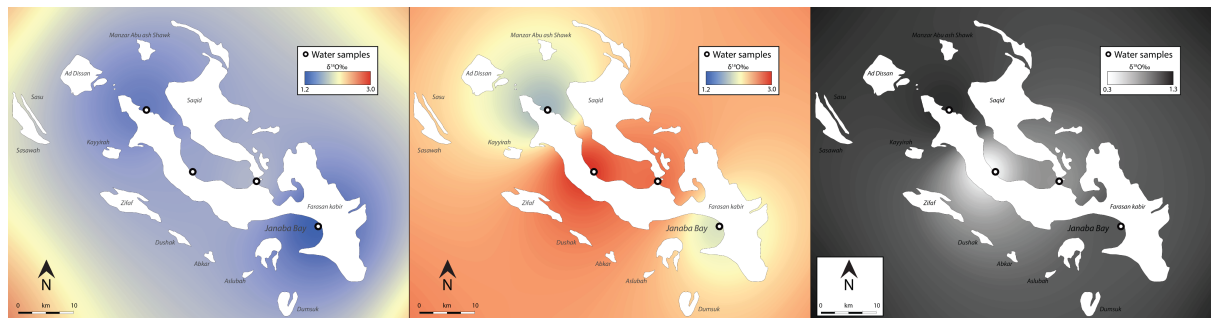 Manzar Abu ash Shawk
Water samples
δ¹⁸O‰
1.2 3.0
Ad Dissan
Saqid
Sasu
Kayyirah
Sasawah
Zifaf
Farasan kabir
Janaba Bay
Dushak
Abkar
Aslubah
Dumsuk
N
km
0 10
Manzar Abu ash Shawk
Water samples
δ¹⁸O‰
1.2 3.0
Ad Dissan
Saqid
Sasu
Kayyirah
Sasawah
Zifaf
Farasan kabir
Janaba Bay
Dushak
Abkar
Aslubah
Dumsuk
N
km
0 10
Manzar Abu ash Shawk
Water samples
δ¹⁸O‰
0.3 1.3
Ad Dissan
Saqid
Sasu
Kayyirah
Sasawah
Zifaf
Farasan kabir
Janaba Bay
Dushak
Abkar
Aslubah
Dumsuk
N
km
0 10